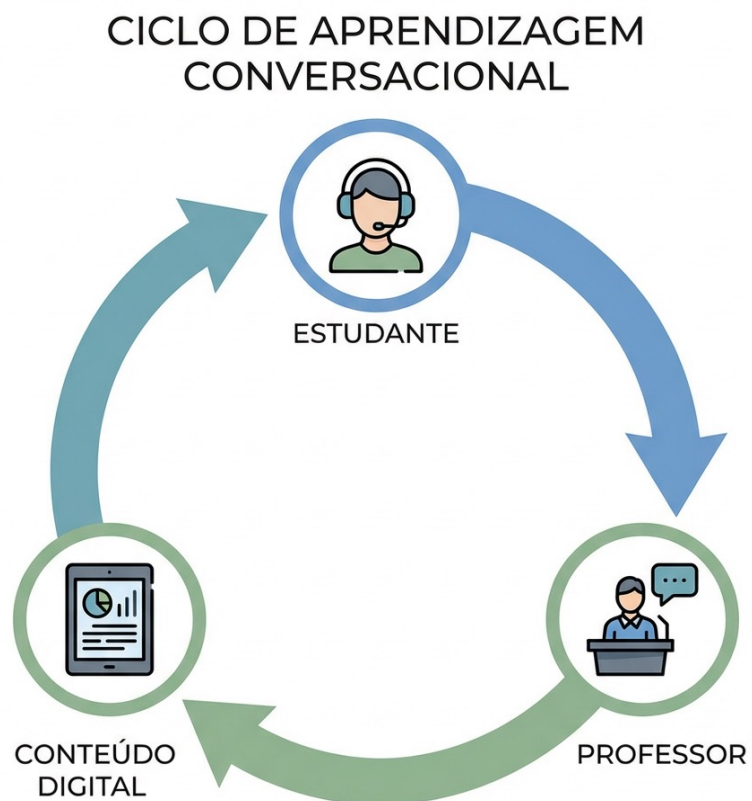 CICLO DE APRENDIZAGEM
CONVERSACIONAL
ESTUDANTE
CONTEÚDO
DIGITAL
PROFESSOR